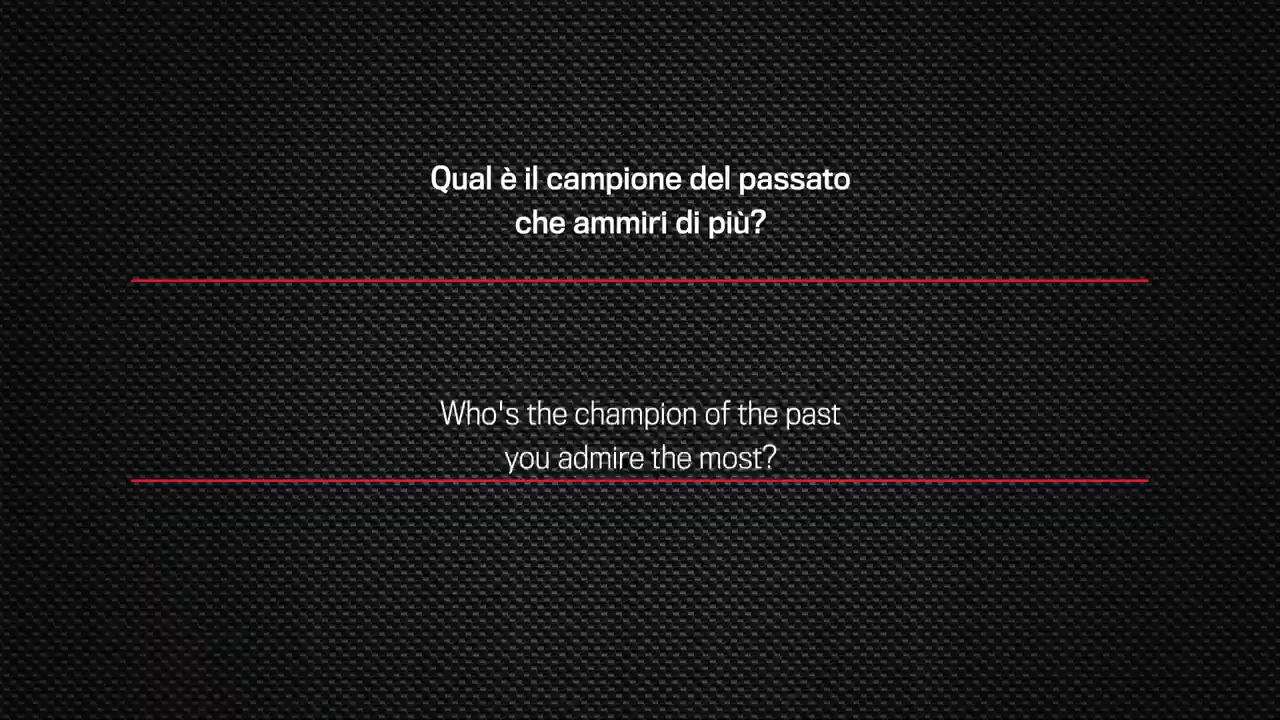 Qual è il campione del passato
che ammiri di più?
Who's the champion of the past
you admire the most?